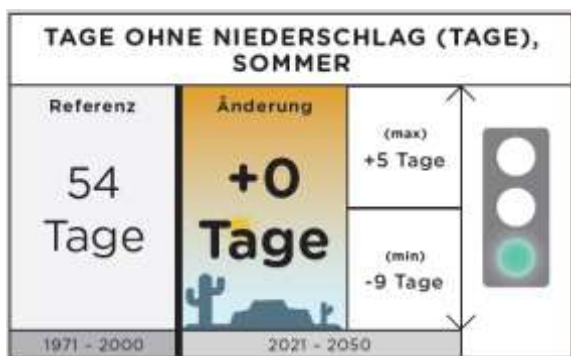 TAGE OHNE NIEDERSCHLAG (TAGE),
SOMMER
Referenz
54
Tage
1971 - 2000
Änderung
+0
Tage
(max)
+5 Tage
(min)
-9 Tage
2021 - 2050